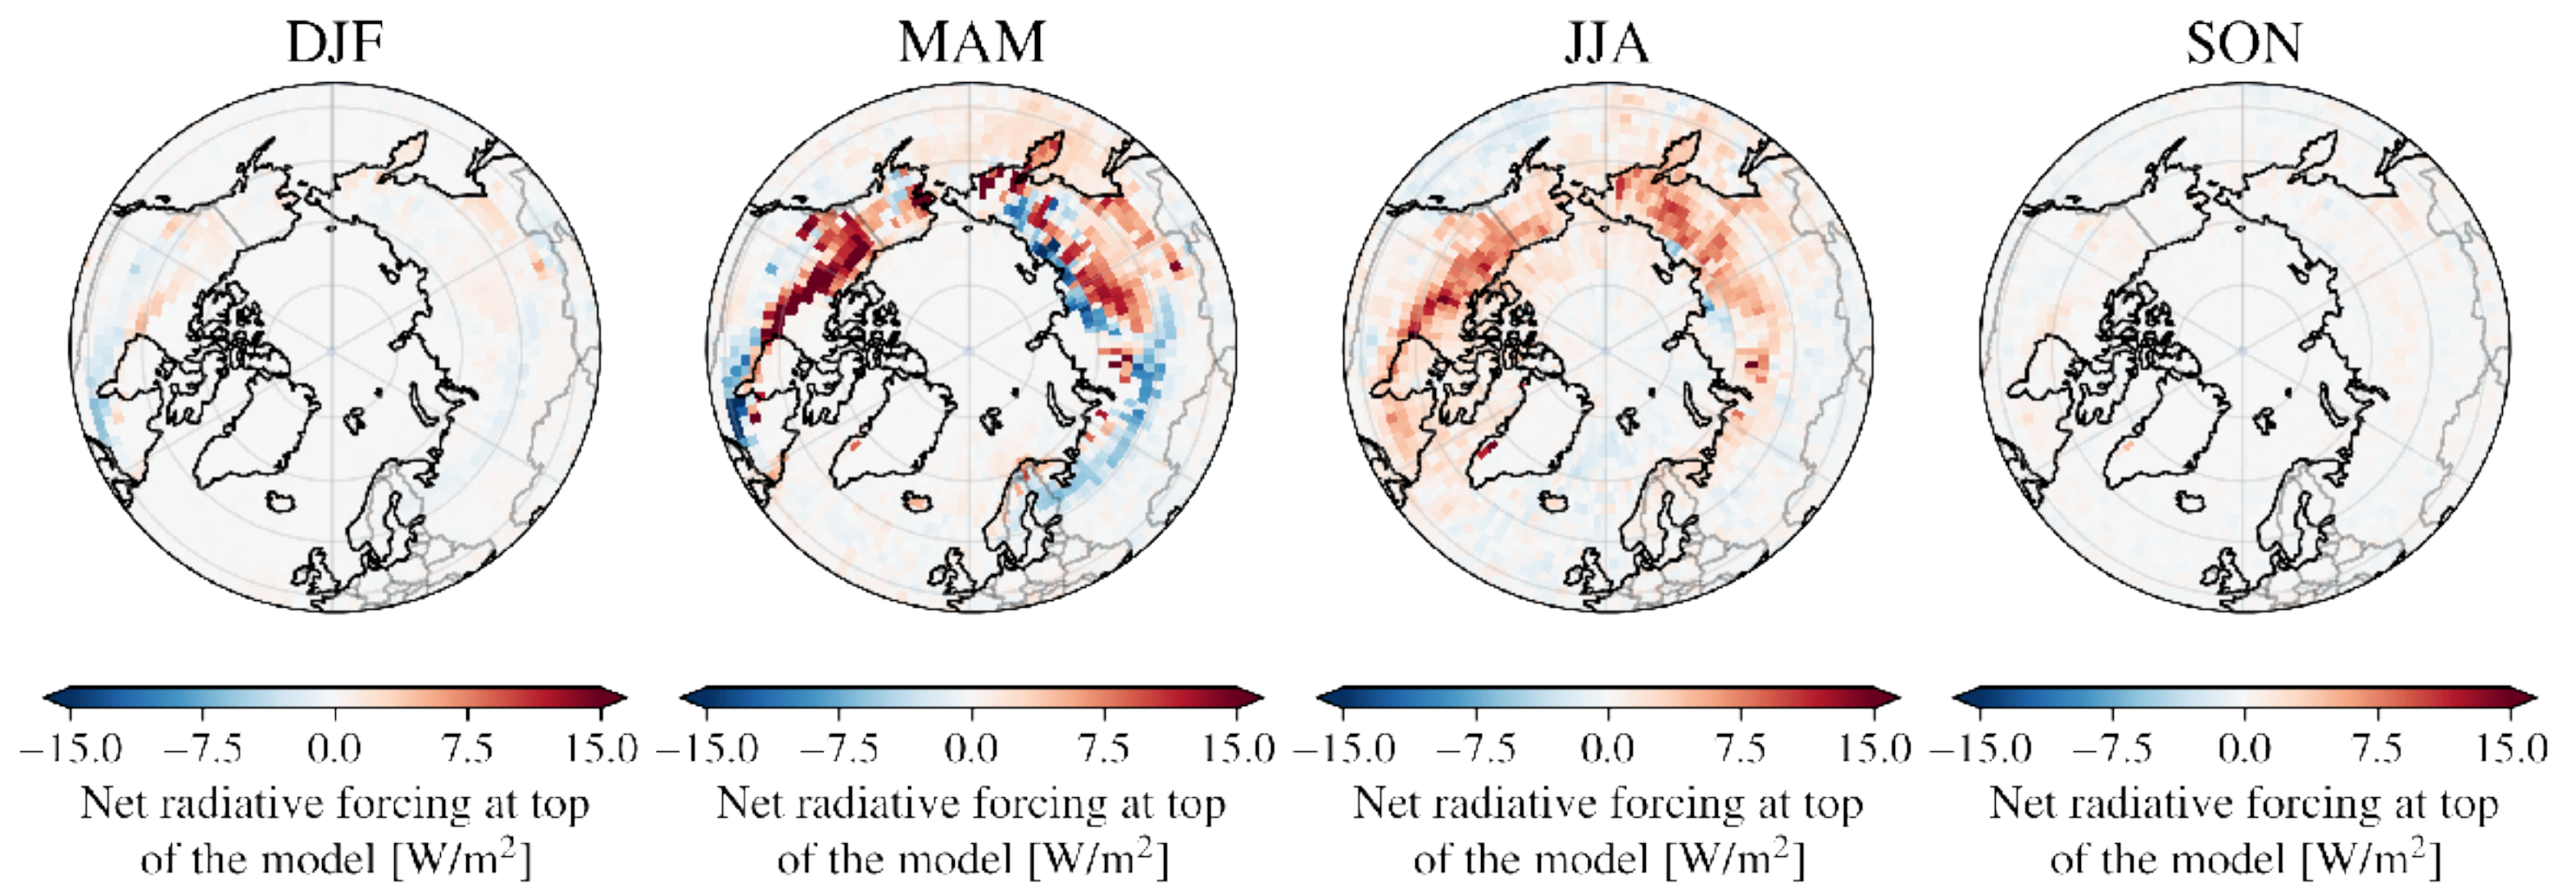 DJF MAM JJA SON
−15.0 −7.5 0.0 7.5 15.0 −15.0 −7.5 0.0 7.5 15.0 −15.0 −7.5 0.0 7.5 15.0 −15.0 −7.5 0.0 7.5 15.0
Net radiative forcing at top Net radiative forcing at top Net radiative forcing at top Net radiative forcing at top
of the model [W/m²] of the model [W/m²] of the model [W/m²] of the model [W/m²]